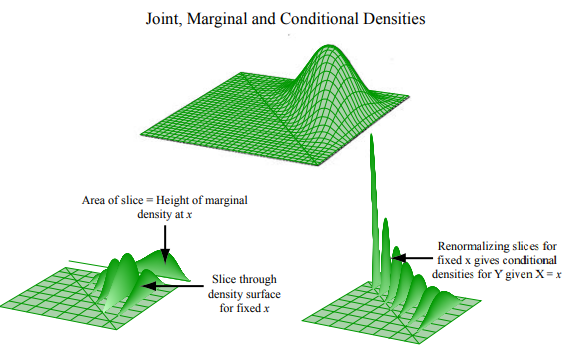 Joint, Marginal and Conditional Densities
Area of slice = Height of marginal
density at x
Slice through
density surface
for fixed x
Renormalizing slices for
fixed x gives conditional
densities for Y given X = x